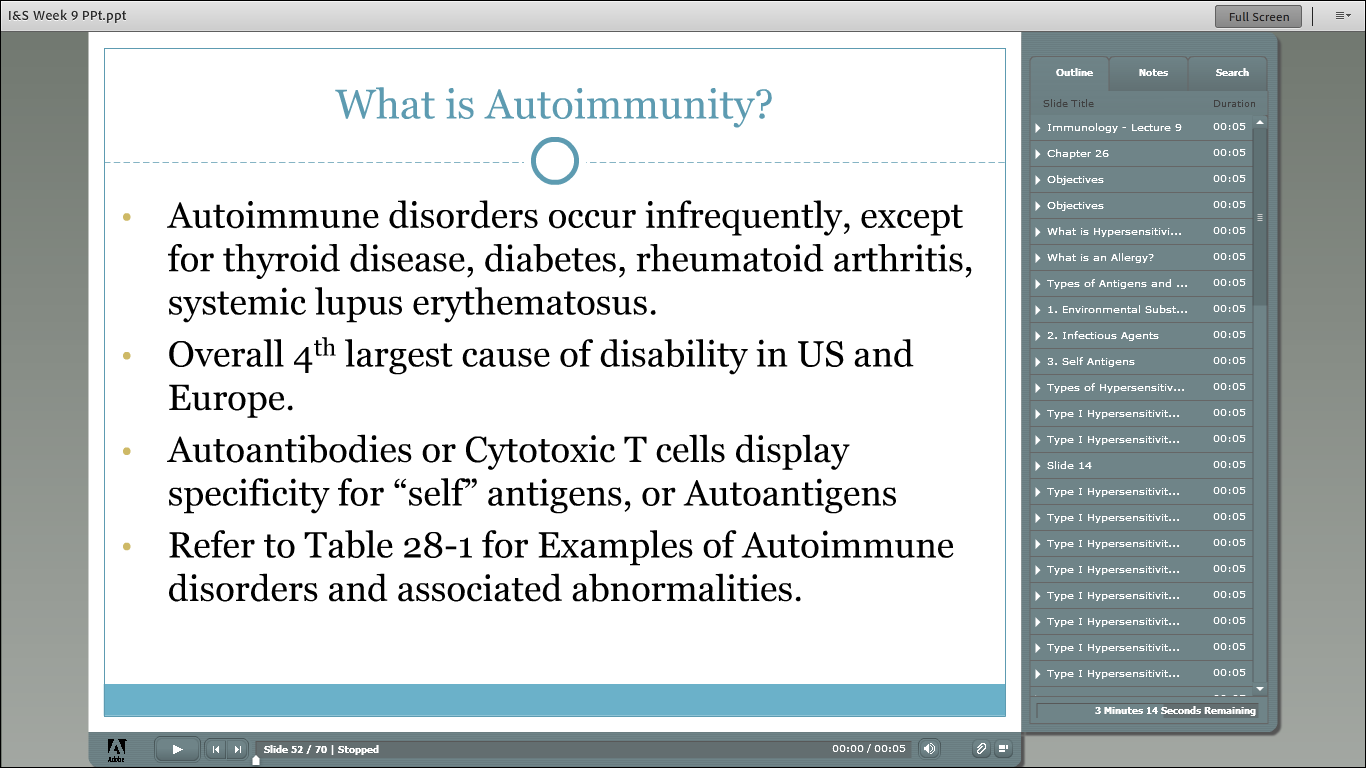 I&S Week 9 PPt.ppt
Full Screen
What is Autoimmunity?
• Autoimmune disorders occur infrequently, except
for thyroid disease, diabetes, rheumatoid arthritis,
systemic lupus erythematosus.
• Overall 4th largest cause of disability in US and
Europe.
• Autoantibodies or Cytotoxic T cells display
specificity for “self” antigens, or Autoantigens
• Refer to Table 28-1 for Examples of Autoimmune
disorders and associated abnormalities.
Outline Notes Search
Slide Title Duration
Immunology - Lecture 9 00:05
Chapter 26 00:05
Objectives 00:05
Objectives 00:05
What is Hypersensitivi... 00:05
What is an Allergy? 00:05
Types of Antigens and ... 00:05
1. Environmental Subst... 00:05
2. Infectious Agents 00:05
3. Self Antigens 00:05
Types of Hypersensitiv... 00:05
Type I Hypersensitivit... 00:05
Type I Hypersensitivit... 00:05
Slide 14 00:05
Type I Hypersensitivit... 00:05
Type I Hypersensitivit... 00:05
Type I Hypersensitivit... 00:05
Type I Hypersensitivit... 00:05
Type I Hypersensitivit... 00:05
Type I Hypersensitivit... 00:05
Type I Hypersensitivit... 00:05
Type I Hypersensitivit... 00:05
3 Minutes 14 Seconds Remaining
Adobe
Slide 52 / 70 | Stopped 00:00 / 00:05